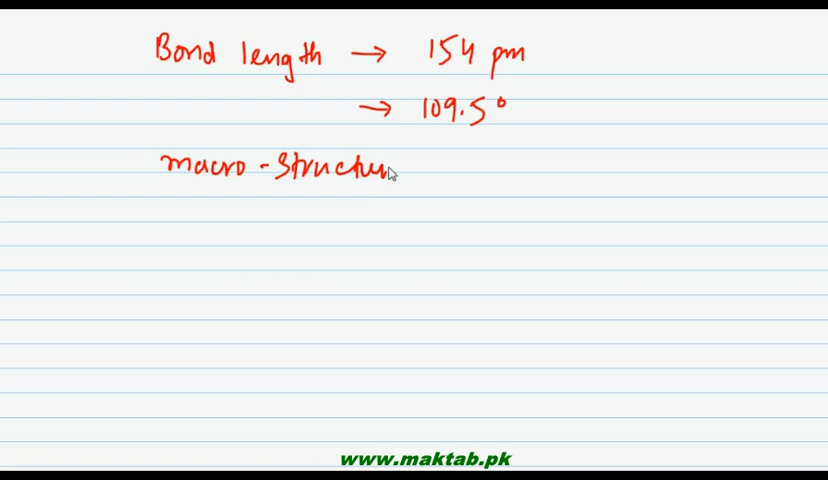 Bond length → 154 pm
→ 109.5°
macro - Structu
www.maktab.pk